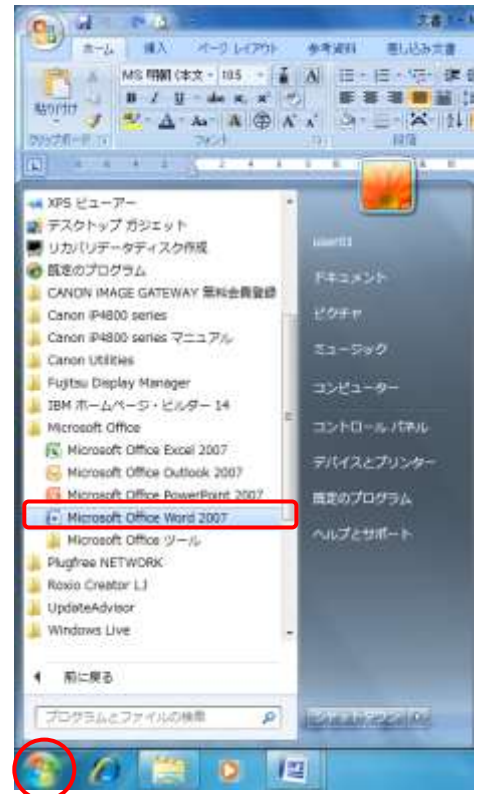 文書 1 - M
ホーム 挿入 ページ レイアウト 参考資料 差し込み文書
MS 明朝 (本文 - 10.5
貼り付け
クリップボード フォント 段落
XPS ビューアー
デスクトップ ガジェット
リカバリデータディスク作成
既定のプログラム
CANON iMAGE GATEWAY 無料会員登録
Canon iP4800 series
Canon iP4800 series マニュアル
Canon Utilities
Fujitsu Display Manager
IBM ホームページ・ビルダー 14
Microsoft Office
Microsoft Office Excel 2007
Microsoft Office Outlook 2007
Microsoft Office PowerPoint 2007
Microsoft Office Word 2007
Microsoft Office ツール
Plugfree NETWORK
Roxio Creator LJ
UpdateAdvisor
Windows Live
前に戻る
プログラムとファイルの検索
user01
ドキュメント
ピクチャ
ミュージック
コンピューター
コントロール パネル
デバイスとプリンター
既定のプログラム
ヘルプとサポート
シャットダウン